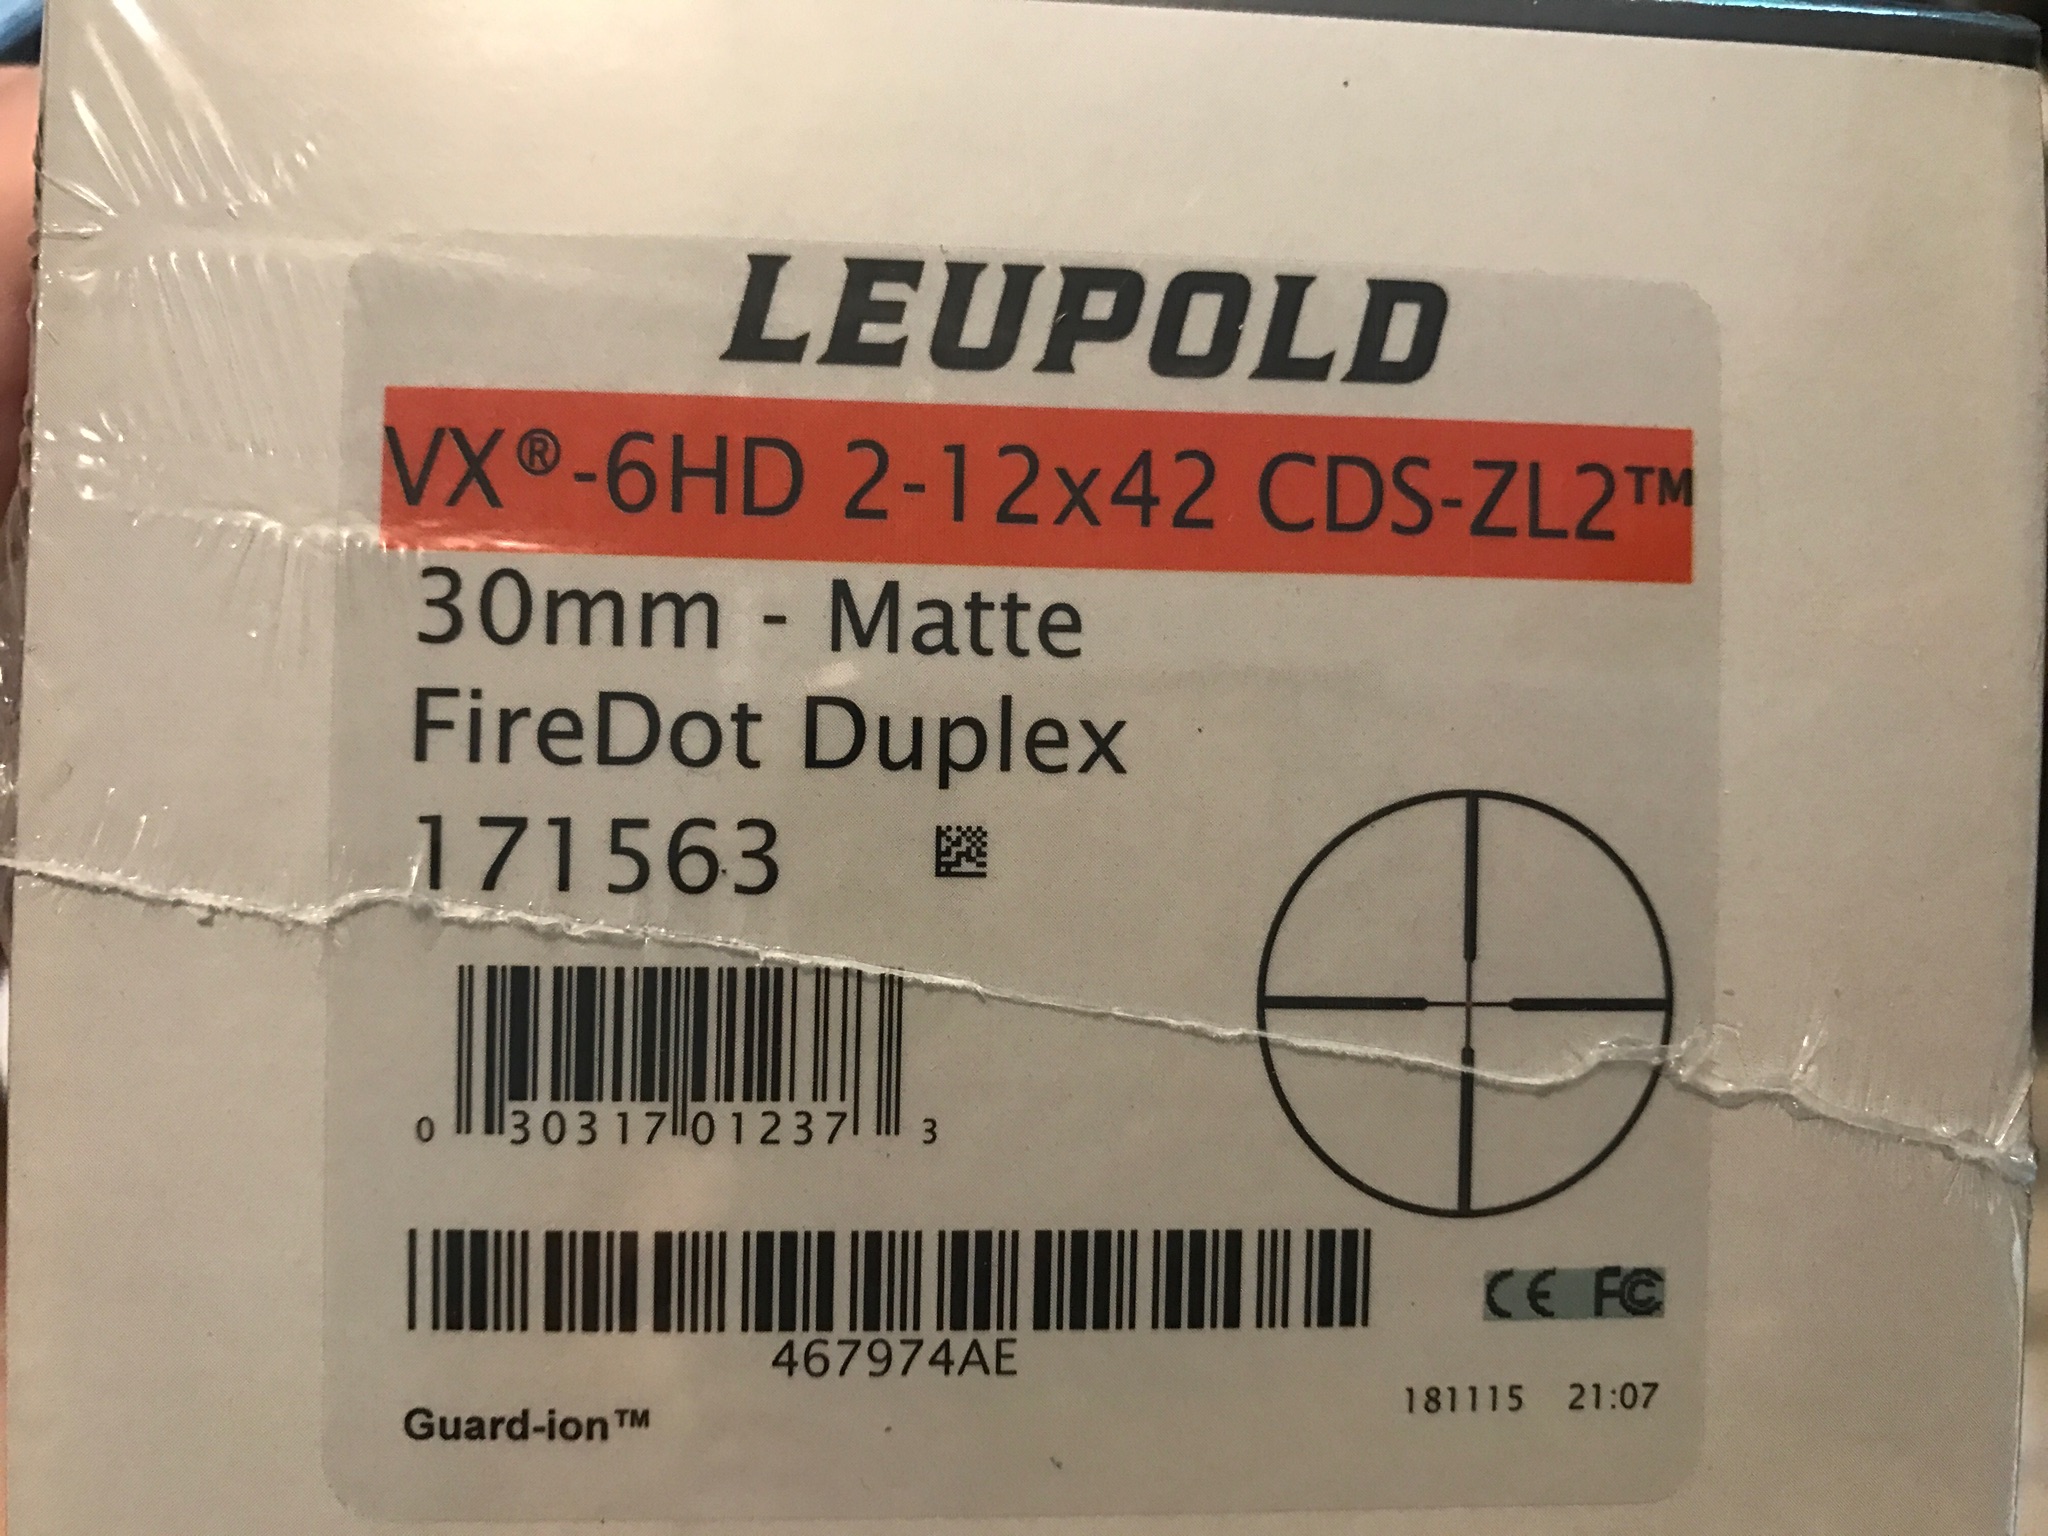 LEUPOLD
VX®-6HD 2-12x42 CDS-ZL2™
30mm - Matte
FireDot Duplex
171563
0 30317 01237 3
467974AE
CE FC
181115 21:07
Guard-ion™